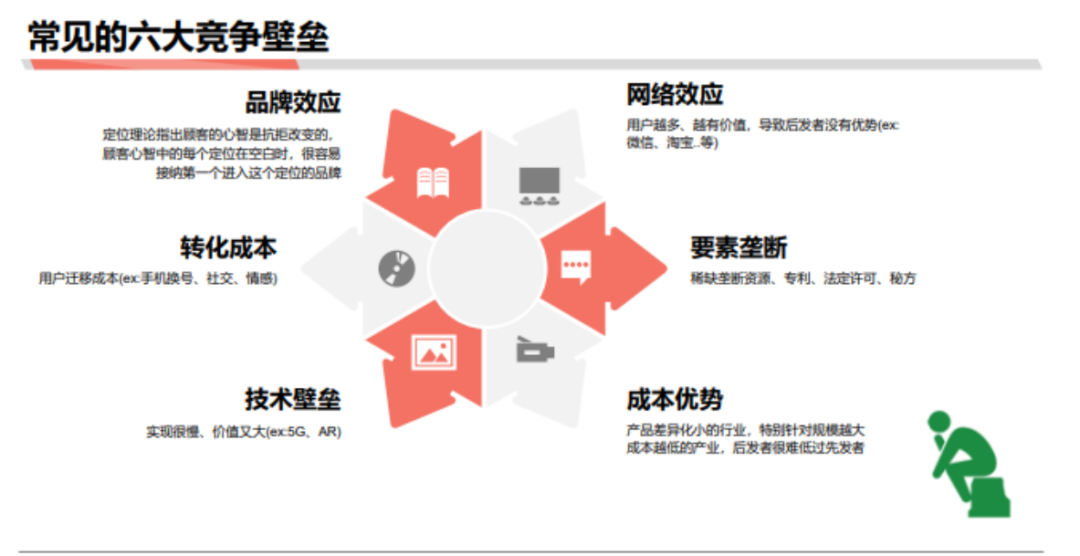 常见的六大竞争壁垒
品牌效应
定位理论指出顾客的心智是抗拒改变的,
顾客心智中的每个定位在空白时，很容易
接纳第一个进入这个定位的品牌
网络效应
用户越多、越有价值，导致后发者没有优势(ex:
微信、淘宝..等)
转化成本
用户迁移成本(ex:手机换号、社交、情感)
要素垄断
稀缺垄断资源、专利、法定许可、秘方
技术壁垒
实现很慢、价值又大(ex:5G、AR)
成本优势
产品差异化小的行业，特别针对规模越大
成本越低的产业，后发者很难低过先发者